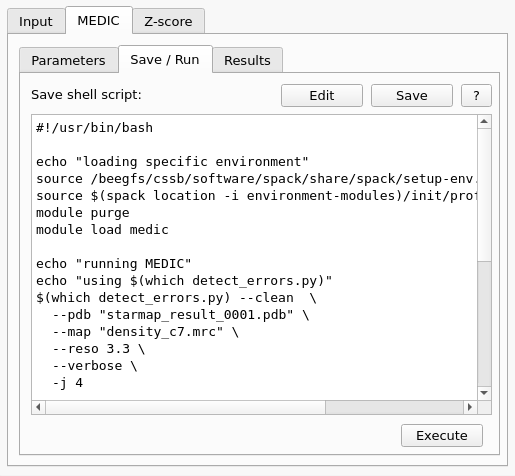 Input MEDIC Z-score
Parameters Save / Run Results
Save shell script: Edit Save ?
#!/usr/bin/bash
echo "loading specific environment"
source /beegfs/cssb/software/spack/share/spack/setup-env.
source $(spack location -i environment-modules)/init/prof
module purge
module load medic
echo "running MEDIC"
echo "using $(which detect_errors.py)"
$(which detect_errors.py) --clean  \
  --pdb "starmap_result_0001.pdb" \
  --map "density_c7.mrc" \
  --reso 3.3 \
  --verbose \
  -j 4
Execute